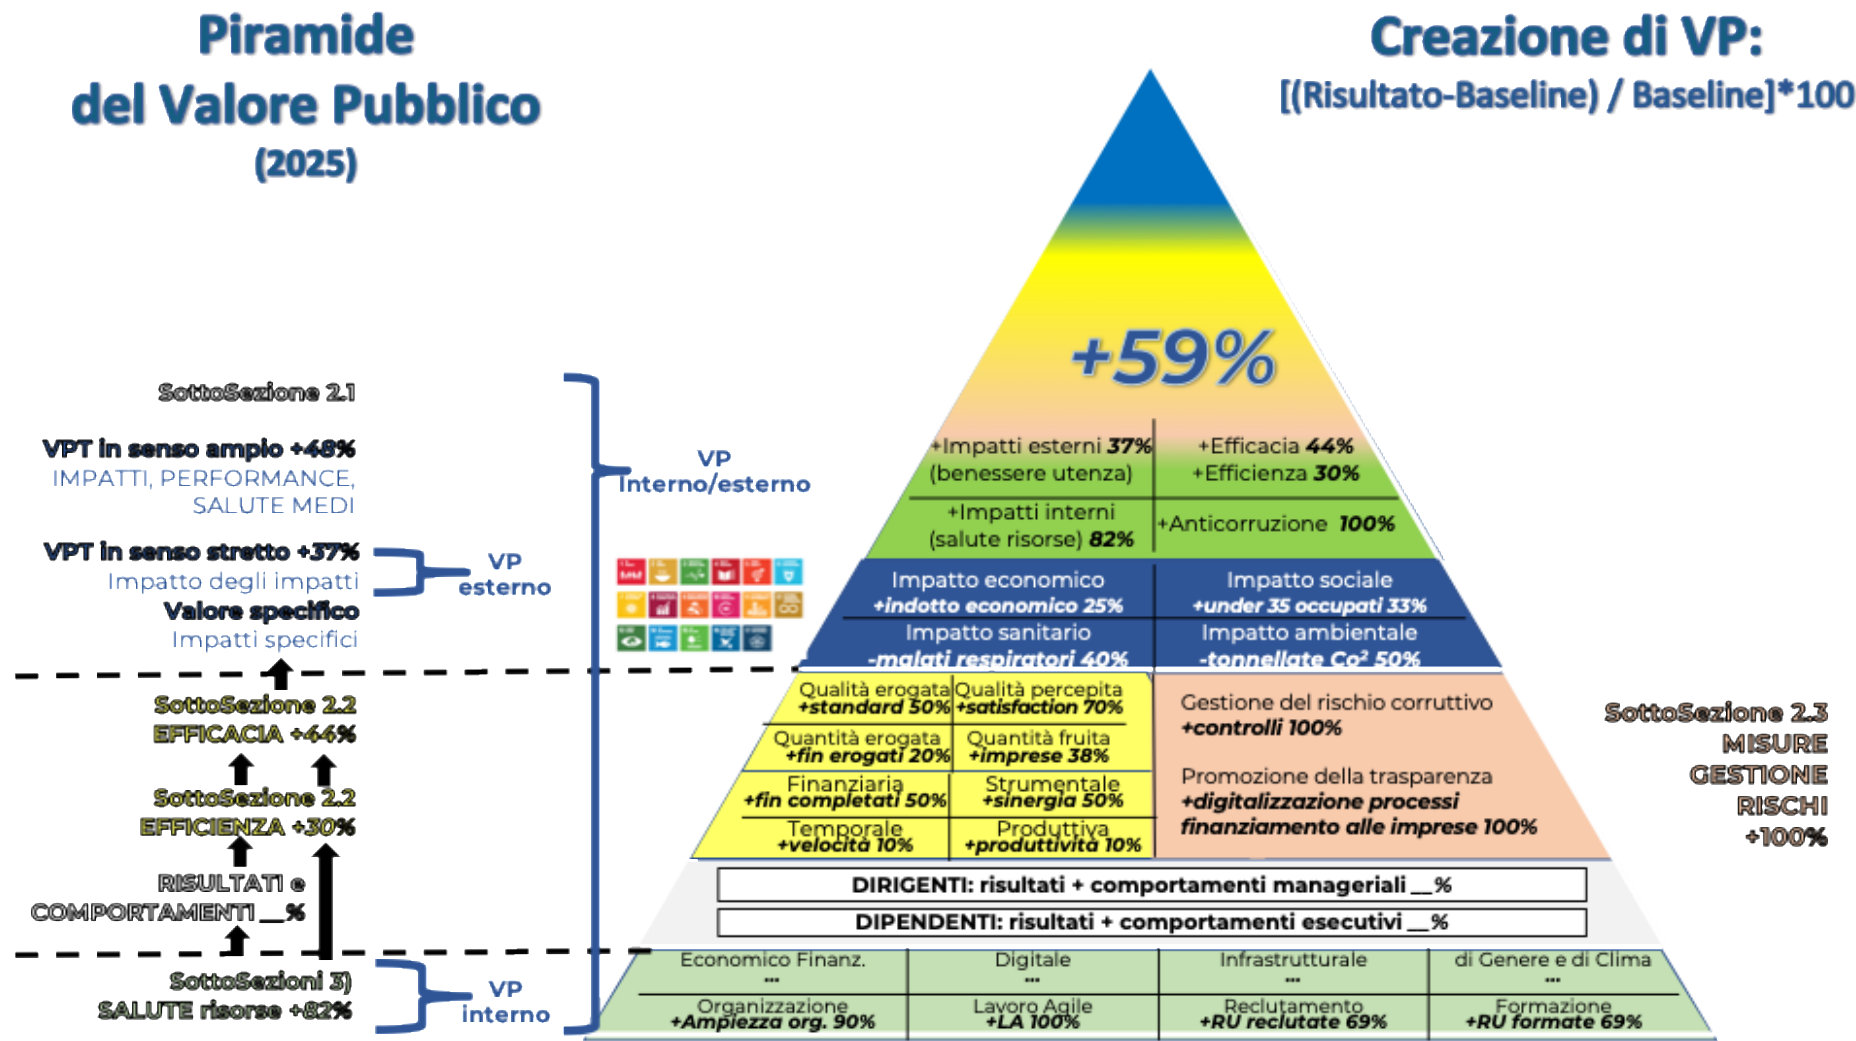 Piramide
del Valore Pubblico
(2025)
Creazione di VP:
[(Risultato-Baseline) / Baseline]*100
+59%
SottoSezione 2.1
VPT in senso ampio +48%
IMPATTI, PERFORMANCE,
SALUTE MEDI
VPT in senso stretto +37%
Impatto degli impatti
Valore specifico
Impatti specifici
VP
Interno/esterno
VP
esterno
+Impatti esterni 37%
(benessere utenza)
+Efficacia 44%
+Efficienza 30%
+Impatti interni
(salute risorse) 82%
+Anticorruzione 100%
Impatto economico
+indotto economico 25%
Impatto sociale
+under 35 occupati 33%
Impatto sanitario
-malati respiratori 40%
Impatto ambientale
-tonnellate Co² 50%
SottoSezione 2.2
EFFICACIA +44%
SottoSezione 2.2
EFFICIENZA +30%
RISULTATI e
COMPORTAMENTI __%
SottoSezioni 3)
SALUTE risorse +82%
VP
interno
Qualità erogata
+standard 50%
Qualità percepita
+satisfaction 70%
Quantità erogata
+fin erogati 20%
Quantità fruita
+imprese 38%
Finanziaria
+fin completati 50%
Strumentale
+sinergia 50%
Temporale
+velocità 10%
Produttiva
+produttività 10%
Gestione del rischio corruttivo
+controlli 100%
Promozione della trasparenza
+digitalizzazione processi
finanziamento alle imprese 100%
SottoSezione 2.3
MISURE
GESTIONE
RISCHI
+100%
DIRIGENTI: risultati + comportamenti manageriali __%
DIPENDENTI: risultati + comportamenti esecutivi __%
Economico Finanz.
...
Digitale
...
Infrastrutturale
...
di Genere e di Clima
...
Organizzazione
+Ampiezza org. 90%
Lavoro Agile
+LA 100%
Reclutamento
+RU reclutate 69%
Formazione
+RU formate 69%